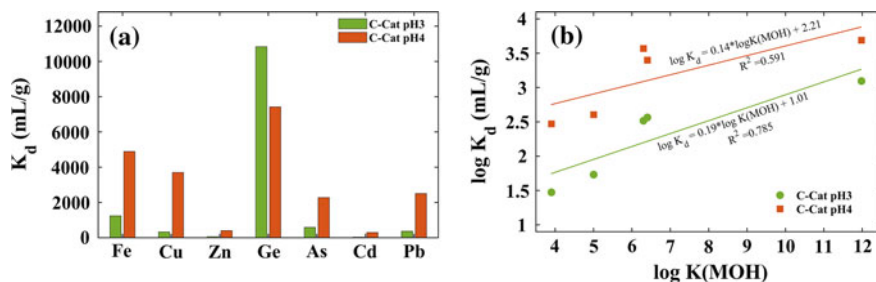 (a)
C-Cat pH3
C-Cat pH4
K_d (mL/g)
12000
10000
8000
6000
4000
2000
0
Fe Cu Zn Ge As Cd Pb
(b)
log K_d (mL/g)
4
3.5
3
2.5
2
1.5
1
log K_d = 0.14*logK(MOH) + 2.21
R² =0.591
log K_d = 0.19*log K(MOH) + 1.01
R² =0.785
C-Cat pH3
C-Cat pH4
4 5 6 7 8 9 10 11 12
log K(MOH)